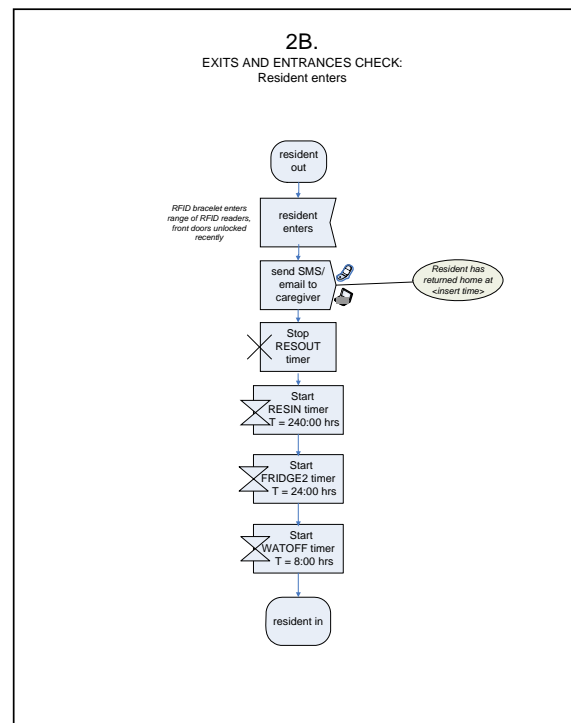 2B.
EXITS AND ENTRANCES CHECK:
Resident enters
resident
out
RFID bracelet enters
range of RFID readers,
front doors unlocked
recently
resident
enters
send SMS/
email to
caregiver
Resident has
returned home at
<insert time>
Stop
RESOUT
timer
Start
RESIN timer
T = 240:00 hrs
Start
FRIDGE2 timer
T = 24:00 hrs
Start
WATOFF timer
T = 8:00 hrs
resident in